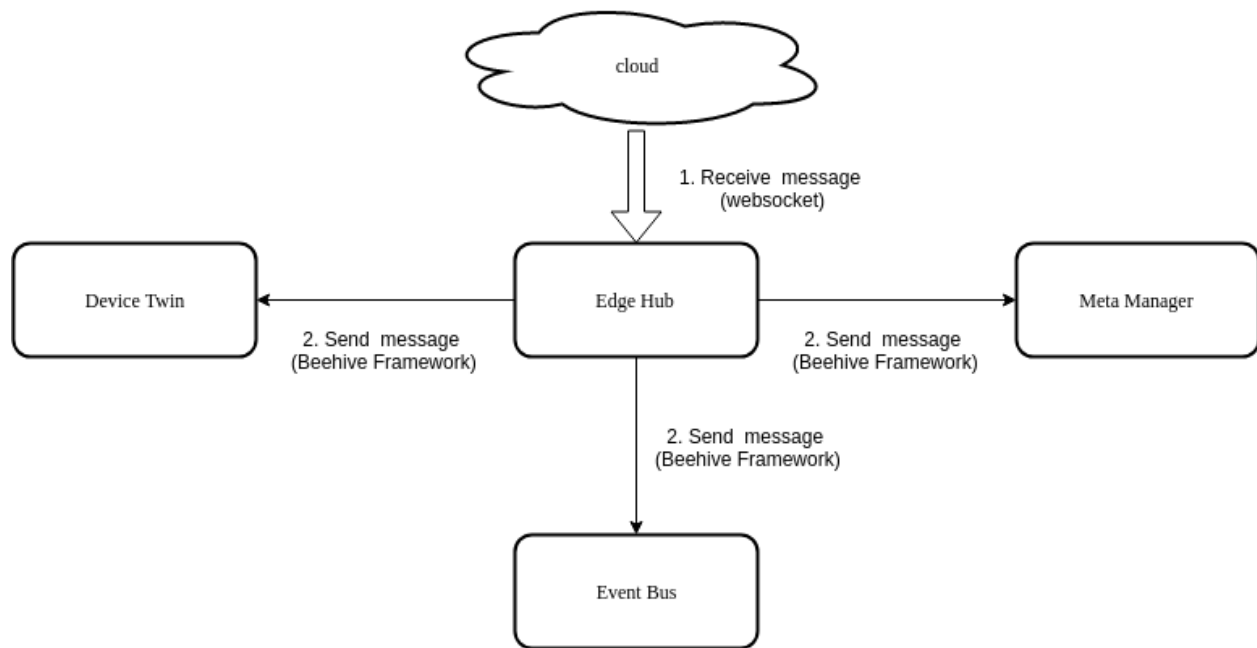 cloud
1. Receive message
(websocket)
Device Twin
Edge Hub
Meta Manager
2. Send message
(Beehive Framework)
2. Send message
(Beehive Framework)
2. Send message
(Beehive Framework)
Event Bus